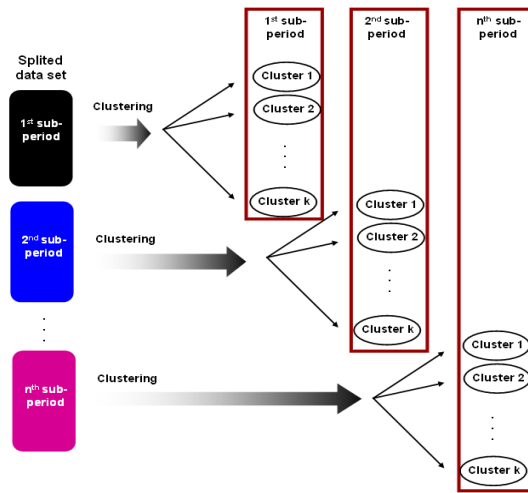 1st sub-
period
2nd sub-
period
nth sub-
period
Splited
data set
1st sub-
period
Clustering
Cluster 1
Cluster 2
.
.
.
Cluster k
2nd sub-
period
Clustering
Cluster 1
Cluster 2
.
.
.
Cluster k
.
.
.
nth sub-
period
Clustering
Cluster 1
Cluster 2
.
.
.
Cluster k